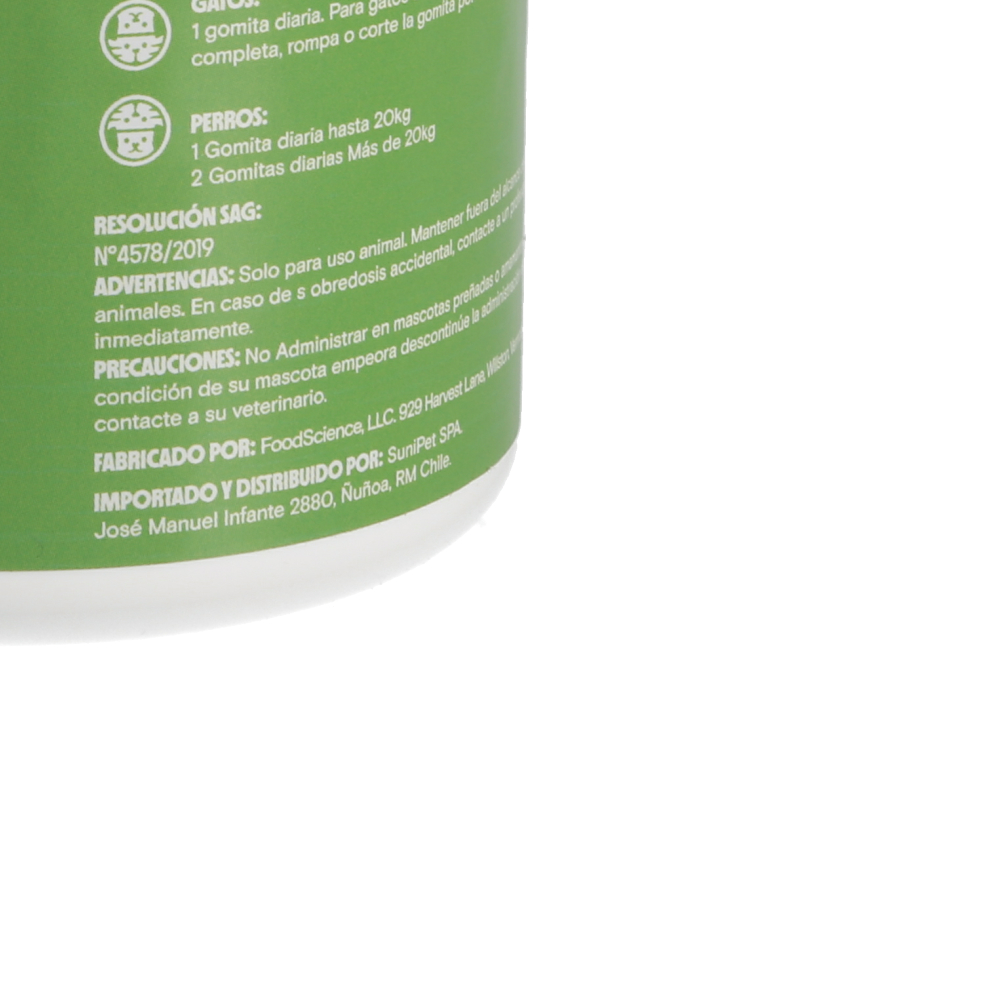 GATOS:
1 gomita diaria. Para gatos
completa, rompa o corte la gomita
PERROS:
1 Gomita diaria hasta 20kg
2 Gomitas diarias Más de 20kg
RESOLUCIÓN SAG:
N°4578/2019
ADVERTENCIAS: Solo para uso animal. Mantener fuera del
animales. En caso de s obredosis accidental, contacte a un
inmediatamente.
PRECAUCIONES: No Administrar en mascotas preñadas o
condición de su mascota empeora descontinúe la
contacte a su veterinario.
FABRICADO POR: FoodScience, LLC. 929 Harvest Lane, Williston,
IMPORTADO Y DISTRIBUIDO POR: SuniPet SPA.
José Manuel Infante 2880, Ñuñoa, RM Chile.